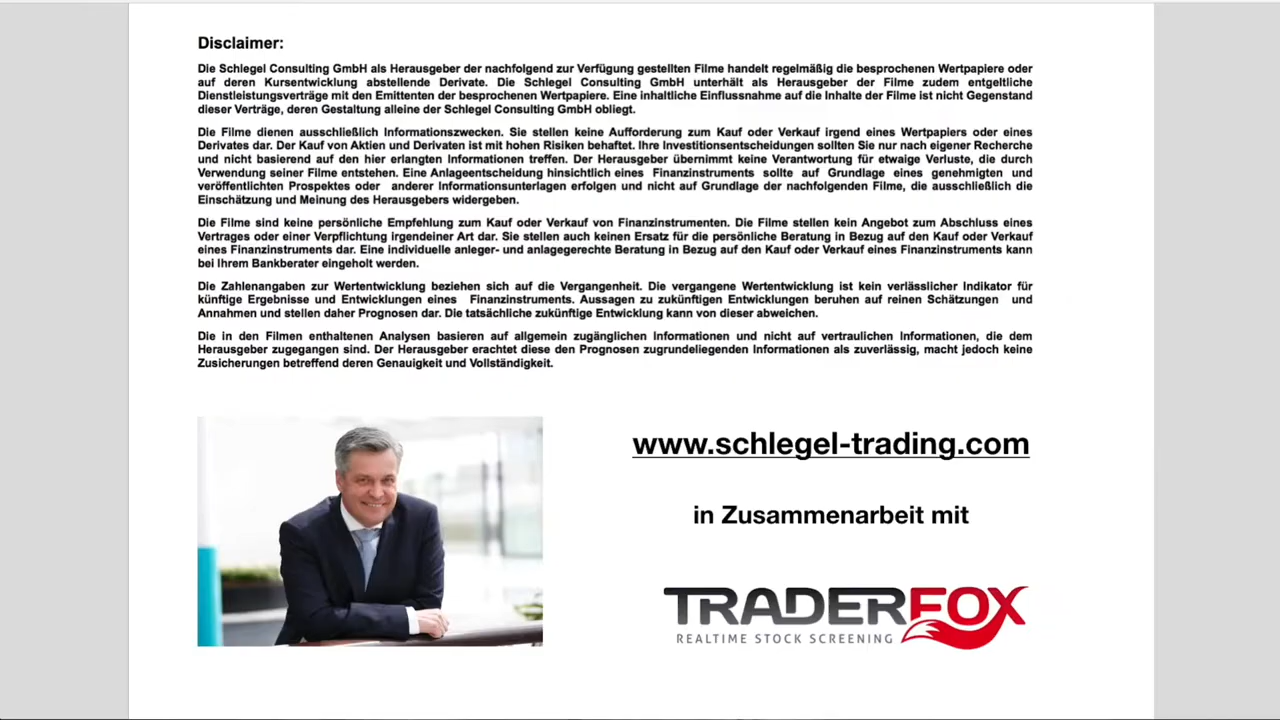 Disclaimer:
Die Schlegel Consulting GmbH als Herausgeber der nachfolgend zur Verfügung gestellten Filme handelt regelmäßig die besprochenen Wertpapiere oder
auf deren Kursentwicklung abstellende Derivate. Die Schlegel Consulting GmbH unterhält als Herausgeber der Filme zudem entgeltliche
Dienstleistungsverträge mit den Emittenten der besprochenen Wertpapiere. Eine inhaltliche Einflussnahme auf die Inhalte der Filme ist nicht Gegenstand
dieser Verträge, deren Gestaltung alleine der Schlegel Consulting GmbH obliegt.
Die Filme dienen ausschließlich Informationszwecken. Sie stellen keine Aufforderung zum Kauf oder Verkauf irgend eines Wertpapiers oder eines
Derivates dar. Der Kauf von Aktien und Derivaten ist mit hohen Risiken behaftet. Ihre Investitionsentscheidungen sollten Sie nur nach eigener Recherche
und nicht basierend auf den hier erlangten Informationen treffen. Der Herausgeber übernimmt keine Verantwortung für etwaige Verluste, die durch
Verwendung seiner Filme entstehen. Eine Anlageentscheidung hinsichtlich eines Finanzinstruments sollte auf Grundlage eines genehmigten und
veröffentlichten Prospektes oder anderer Informationsunterlagen erfolgen und nicht auf Grundlage der nachfolgenden Filme, die ausschließlich die
Einschätzung und Meinung des Herausgebers widergeben.
Die Filme sind keine persönliche Empfehlung zum Kauf oder Verkauf von Finanzinstrumenten. Die Filme stellen kein Angebot zum Abschluss eines
Vertrages oder einer Verpflichtung irgendeiner Art dar. Sie stellen auch keinen Ersatz für die persönliche Beratung in Bezug auf den Kauf oder Verkauf
eines Finanzinstruments dar. Eine individuelle anleger- und anlagegerechte Beratung in Bezug auf den Kauf oder Verkauf eines Finanzinstruments kann
bei Ihrem Bankberater eingeholt werden.
Die Zahlenangaben zur Wertentwicklung beziehen sich auf die Vergangenheit. Die vergangene Wertentwicklung ist kein verlässlicher Indikator für
künftige Ergebnisse und Entwicklungen eines Finanzinstruments. Aussagen zu zukünftigen Entwicklungen beruhen auf reinen Schätzungen und
Annahmen und stellen daher Prognosen dar. Die tatsächliche zukünftige Entwicklung kann von dieser abweichen.
Die in den Filmen enthaltenen Analysen basieren auf allgemein zugänglichen Informationen und nicht auf vertraulichen Informationen, die dem
Herausgeber zugegangen sind. Der Herausgeber erachtet diese den Prognosen zugrundeliegenden Informationen als zuverlässig, macht jedoch keine
Zusicherungen betreffend deren Genauigkeit und Vollständigkeit.
www.schlegel-trading.com
in Zusammenarbeit mit
TRADERFOX
REALTIME STOCK SCREENING